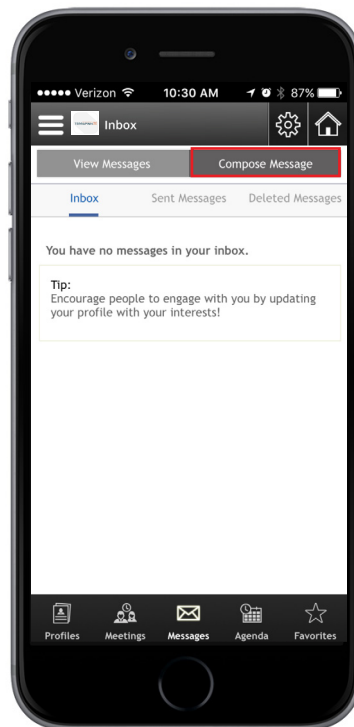 Verizon 10:30 AM 87%
Inbox
View Messages Compose Message
Inbox Sent Messages Deleted Messages
You have no messages in your inbox.
Tip:
Encourage people to engage with you by updating
your profile with your interests!
Profiles Meetings Messages Agenda Favorites